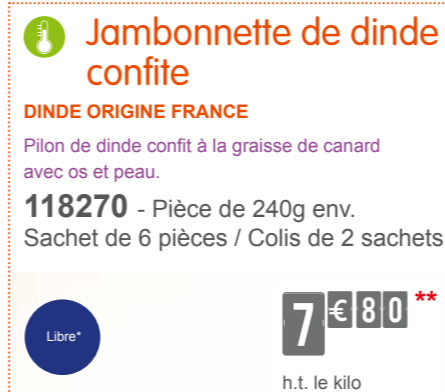 Jambonnette de dinde
confite
DINDE ORIGINE FRANCE
Pilon de dinde confit à la graisse de canard
avec os et peau.
118270 - Pièce de 240g env.
Sachet de 6 pièces / Colis de 2 sachets
Libre*
7€80**
h.t. le kilo